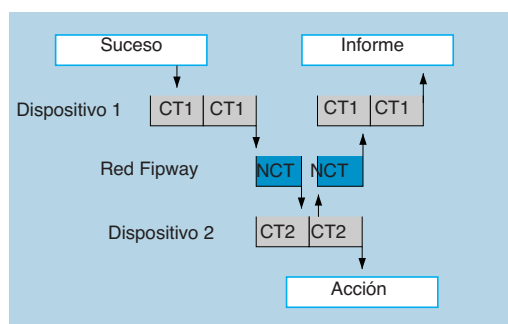 Suceso Informe
Dispositivo 1 CT1 CT1 CT1 CT1
Red Fipway NCT NCT
Dispositivo 2 CT2 CT2
Acción